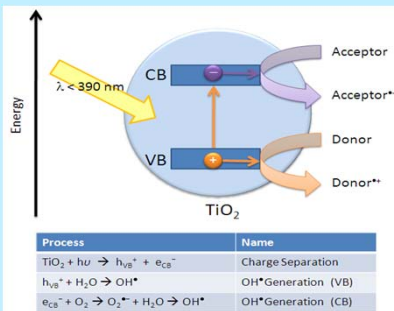 Energy
λ < 390 nm
CB
−
Acceptor
Acceptor•−
VB
+
Donor
Donor•+
TiO₂
Process Name
TiO₂ + hυ → hVB⁺ + eCB⁻ Charge Separation
hVB⁺ + H₂O → OH• OH• Generation (VB)
eCB⁻ + O₂ → O₂•⁻ + H₂O → OH• OH• Generation (CB)